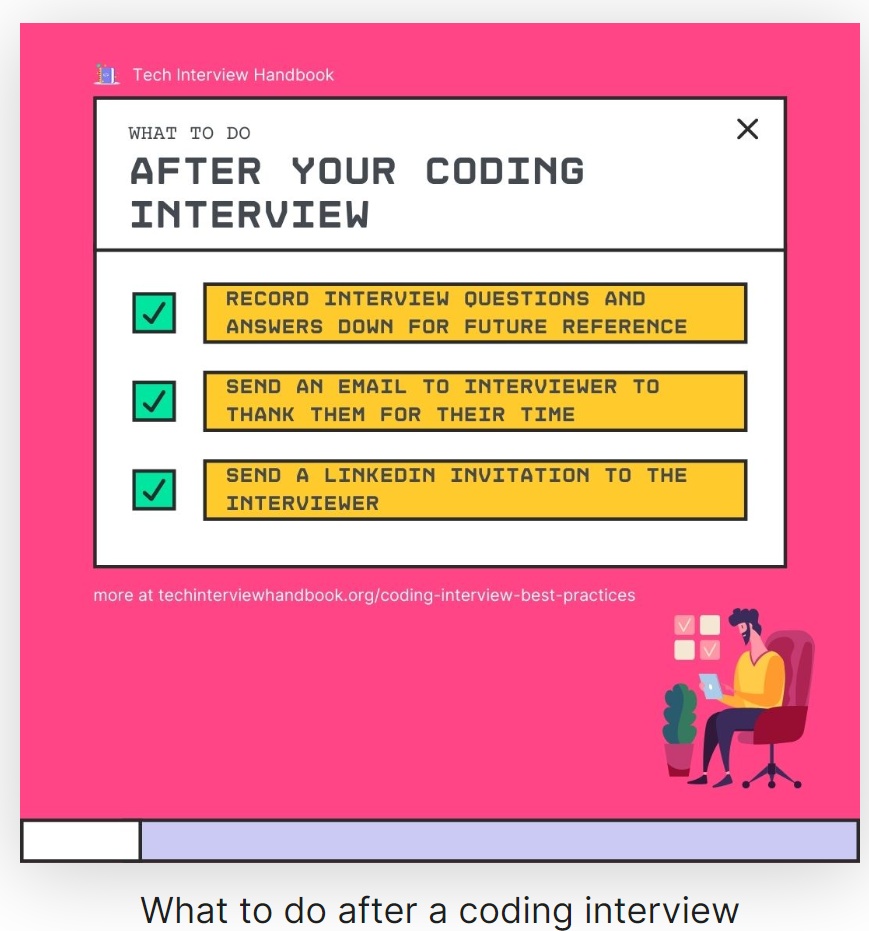 Tech Interview Handbook
WHAT TO DO
AFTER YOUR CODING
INTERVIEW
RECORD INTERVIEW QUESTIONS AND
ANSWERS DOWN FOR FUTURE REFERENCE
SEND AN EMAIL TO INTERVIEWER TO
THANK THEM FOR THEIR TIME
SEND A LINKEDIN INVITATION TO THE
INTERVIEWER
more at techinterviewhandbook.org/coding-interview-best-practices
What to do after a coding interview